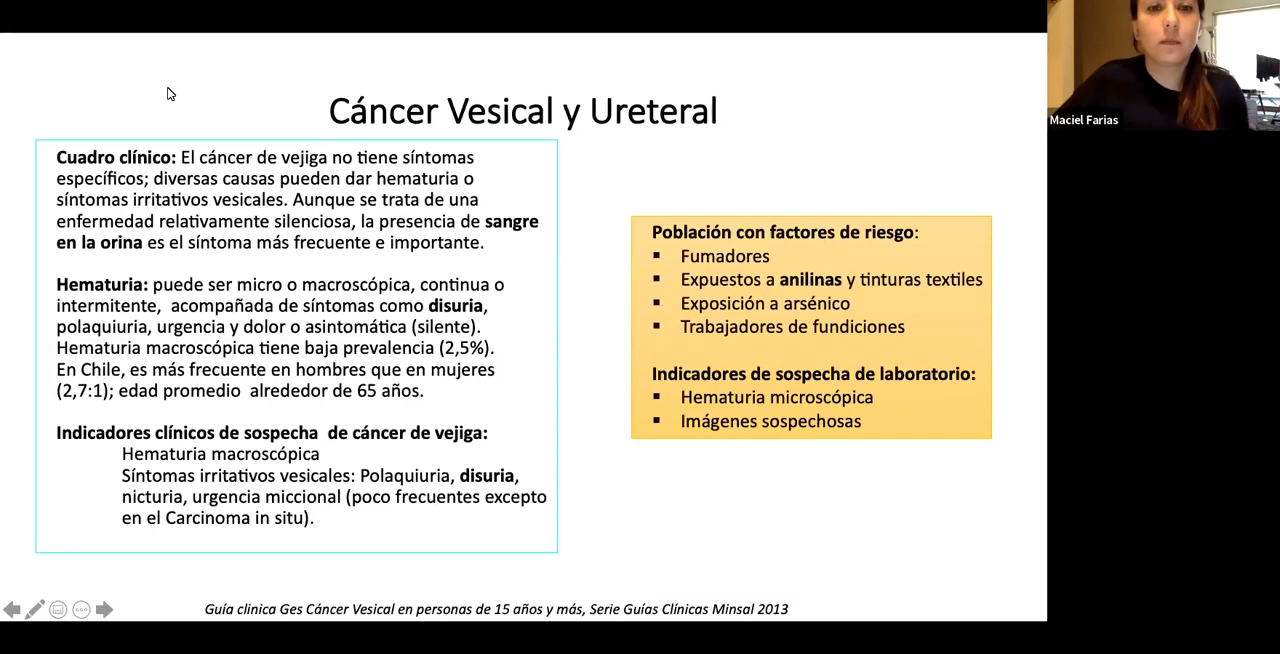 Cáncer Vesical y Ureteral
Cuadro clínico: El cáncer de vejiga no tiene síntomas
específicos; diversas causas pueden dar hematuria o
síntomas irritativos vesicales. Aunque se trata de una
enfermedad relativamente silenciosa, la presencia de sangre
en la orina es el síntoma más frecuente e importante.
Hematuria: puede ser micro o macroscópica, continua o
intermitente, acompañada de síntomas como disuria,
polaquiuria, urgencia y dolor o asintomática (silente).
Hematuria macroscópica tiene baja prevalencia (2,5%).
En Chile, es más frecuente en hombres que en mujeres
(2,7:1); edad promedio alrededor de 65 años.
Indicadores clínicos de sospecha de cáncer de vejiga:
Hematuria macroscópica
Síntomas irritativos vesicales: Polaquiuria, disuria,
nicturia, urgencia miccional (poco frecuentes excepto
en el Carcinoma in situ).
Población con factores de riesgo:
▪ Fumadores
▪ Expuestos a anilinas y tinturas textiles
▪ Exposición a arsénico
▪ Trabajadores de fundiciones
Indicadores de sospecha de laboratorio:
▪ Hematuria microscópica
▪ Imágenes sospechosas
Guía clinica Ges Cáncer Vesical en personas de 15 años y más, Serie Guías Clínicas Minsal 2013
Maciel Farias